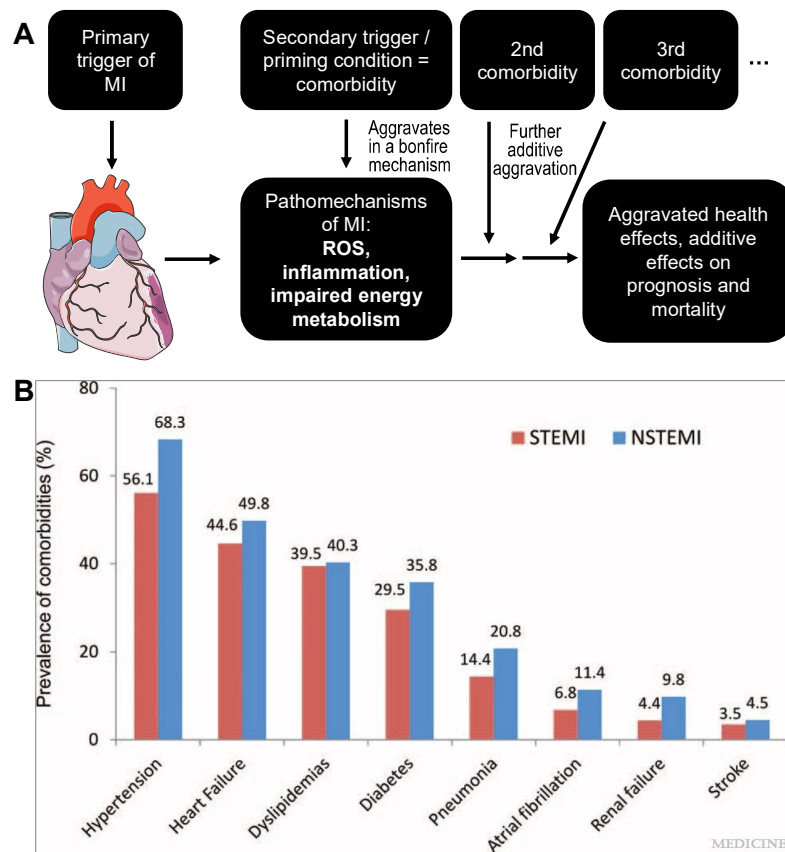 A
Primary
trigger of
MI
Secondary trigger /
priming condition =
comorbidity
2nd
comorbidity
3rd
comorbidity
...
Aggravates
in a bonfire
mechanism
Further
additive
aggravation
Pathomechanisms
of MI:
ROS,
inflammation,
impaired energy
metabolism
Aggravated health
effects, additive
effects on
prognosis and
mortality
B
Prevalence of comorbidities (%)
80
60
40
20
0
STEMI NSTEMI
56.1 68.3
44.6 49.8
39.5 40.3
29.5 35.8
14.4 20.8
6.8 11.4
4.4 9.8
3.5 4.5
Hypertension
Heart Failure
Dyslipidemias
Diabetes
Pneumonia
Atrial fibrillation
Renal failure
Stroke
MEDICINE